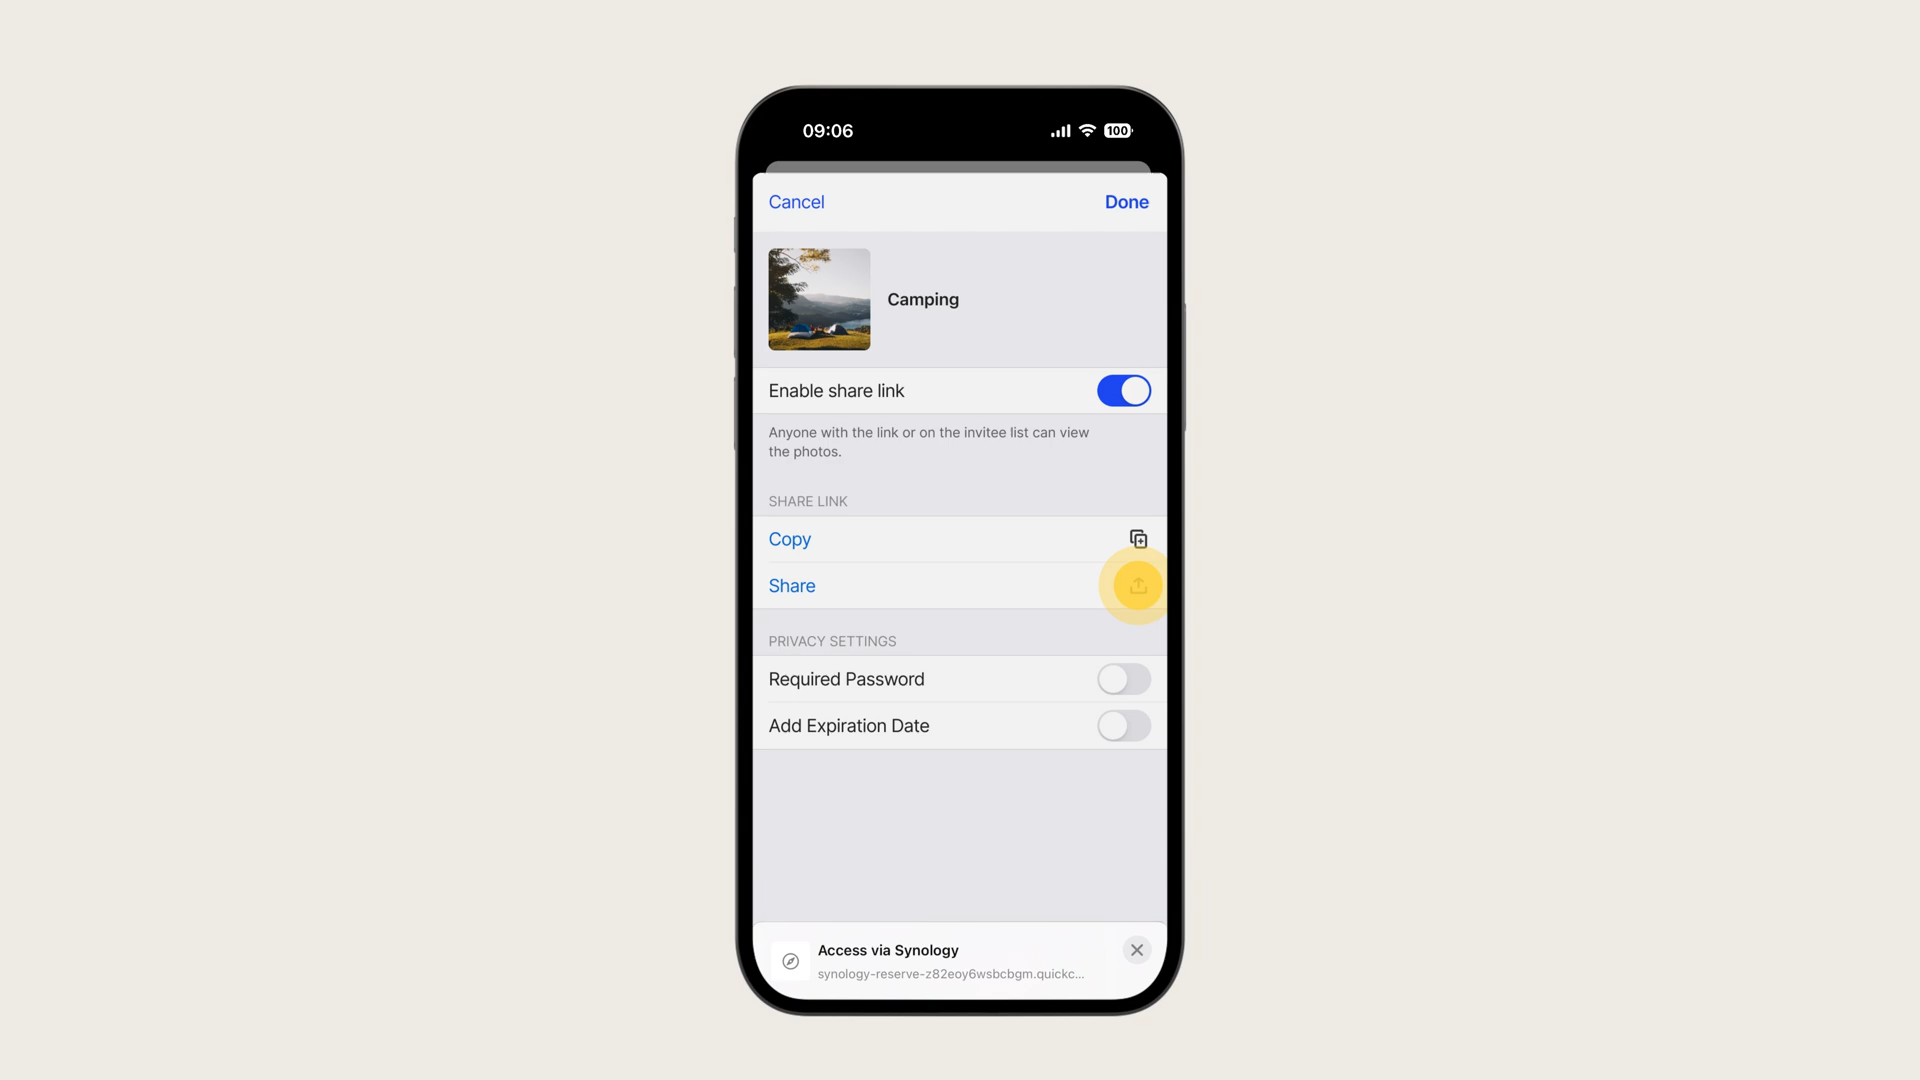 09:06
100
Cancel
Done
Camping
Enable share link
Anyone with the link or on the invitee list can view
the photos.
SHARE LINK
Copy
Share
PRIVACY SETTINGS
Required Password
Add Expiration Date
Access via Synology
synology-reserve-z82eoy6wsbcbgm.quickc...